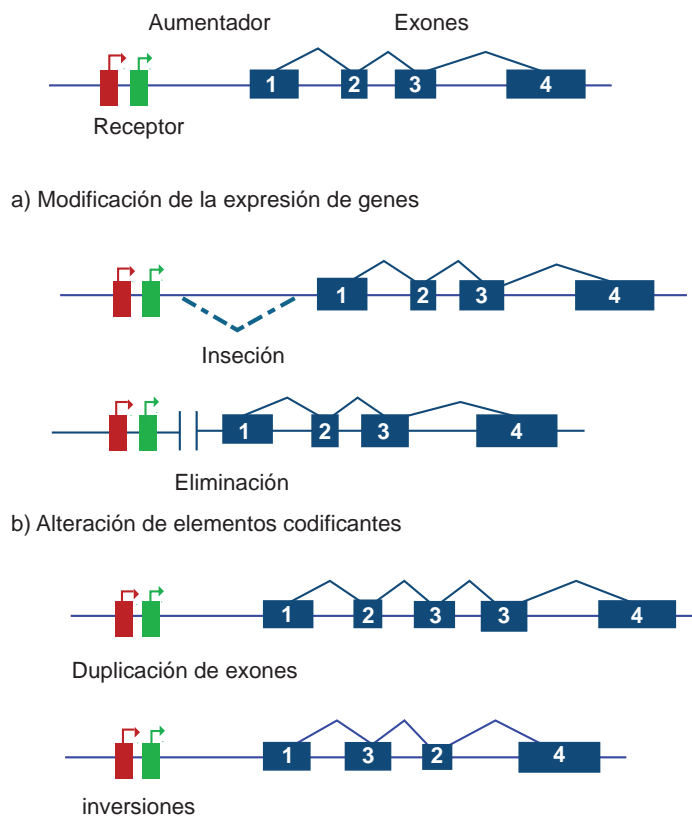 Aumentador Exones
1 2 3 4
Receptor
a) Modificación de la expresión de genes
1 2 3 4
Inseción
1 2 3 4
Eliminación
b) Alteración de elementos codificantes
1 2 3 3 4
Duplicación de exones
1 3 2 4
inversiones